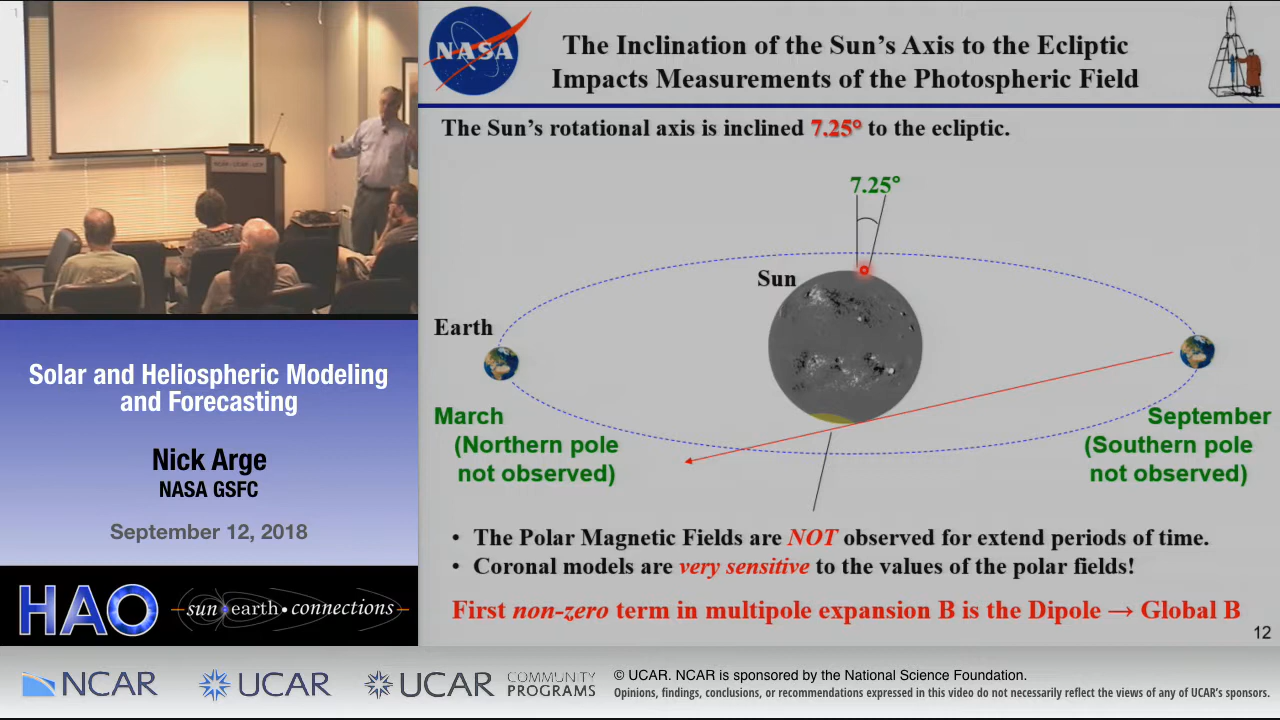 NCAR | UCAR | UCP
NASA
The Inclination of the Sun's Axis to the Ecliptic
Impacts Measurements of the Photospheric Field
The Sun's rotational axis is inclined 7.25° to the ecliptic.
7.25°
Sun
Earth
March
(Northern pole
not observed)
September
(Southern pole
not observed)
• The Polar Magnetic Fields are NOT observed for extend periods of time.
• Coronal models are very sensitive to the values of the polar fields!
First non-zero term in multipole expansion B is the Dipole → Global B
12
Solar and Heliospheric Modeling
and Forecasting
Nick Arge
NASA GSFC
September 12, 2018
HAO
sun earth • connections
NCAR
UCAR
UCAR
COMMUNITY
PROGRAMS
© UCAR. NCAR is sponsored by the National Science Foundation.
Opinions, findings, conclusions, or recommendations expressed in this video do not necessarily reflect the views of any of UCAR's sponsors.